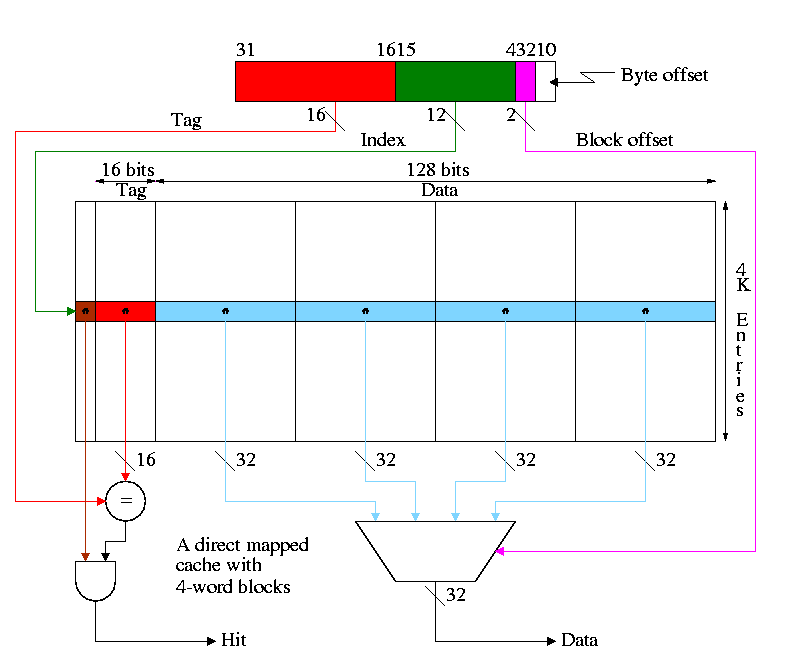 31 1615 43210
Byte offset
16 12 2
Tag
Index
Block offset
16 bits 128 bits
Tag Data
4K Entries
16 32 32 32 32
=
A direct mapped
cache with
4-word blocks
32
Hit Data